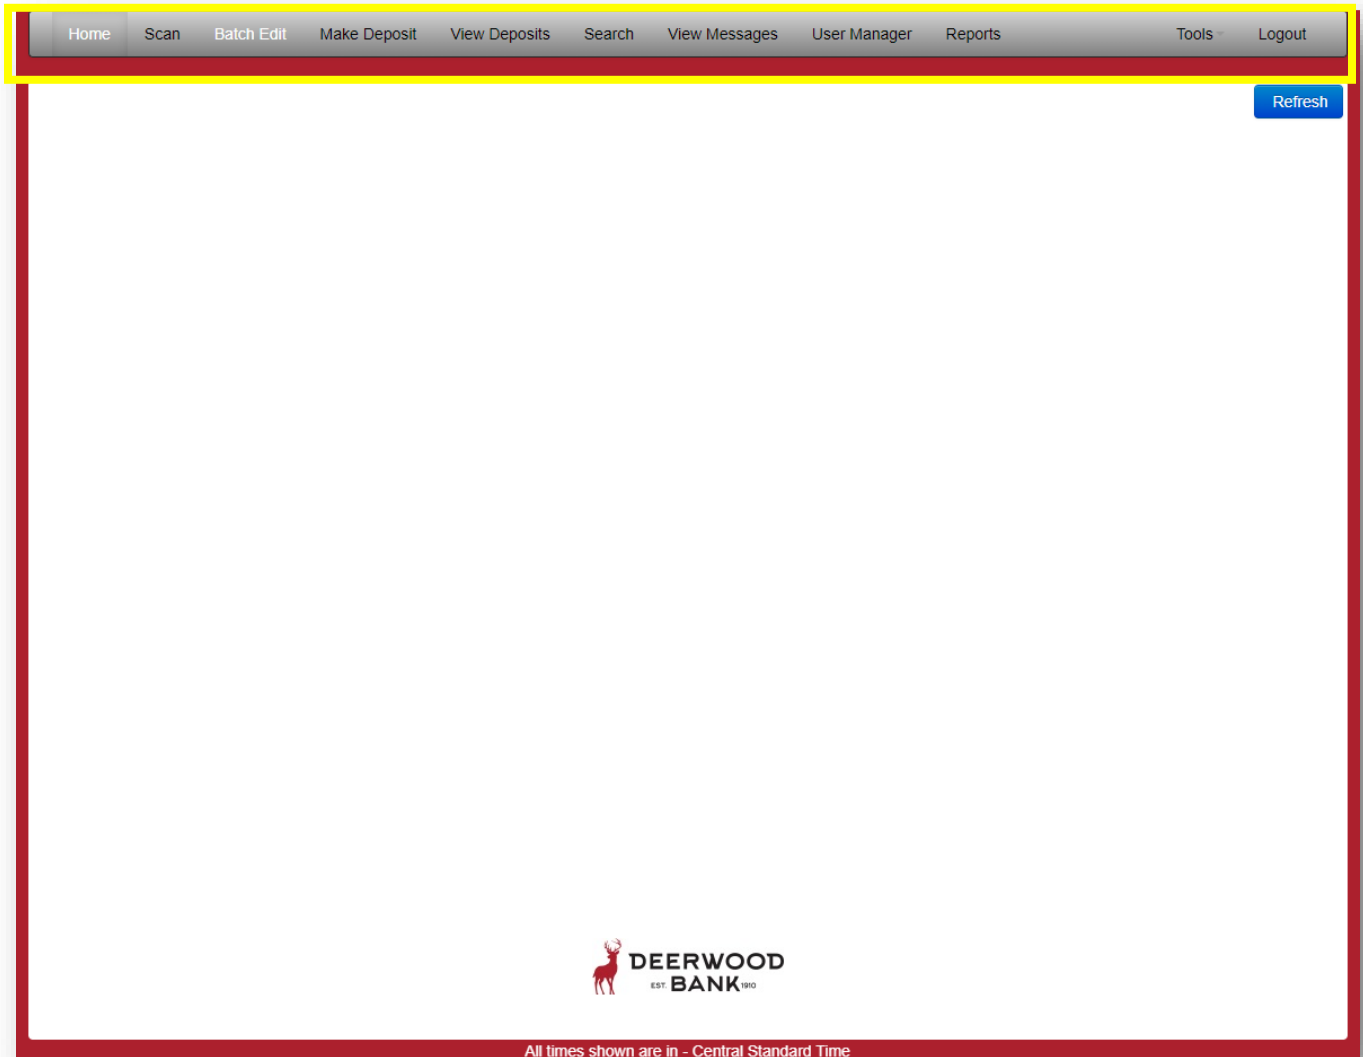 Home Scan Batch Edit Make Deposit View Deposits Search View Messages User Manager Reports Tools Logout
Refresh
DEERWOOD
EST. BANK 1910
All times shown are in - Central Standard Time